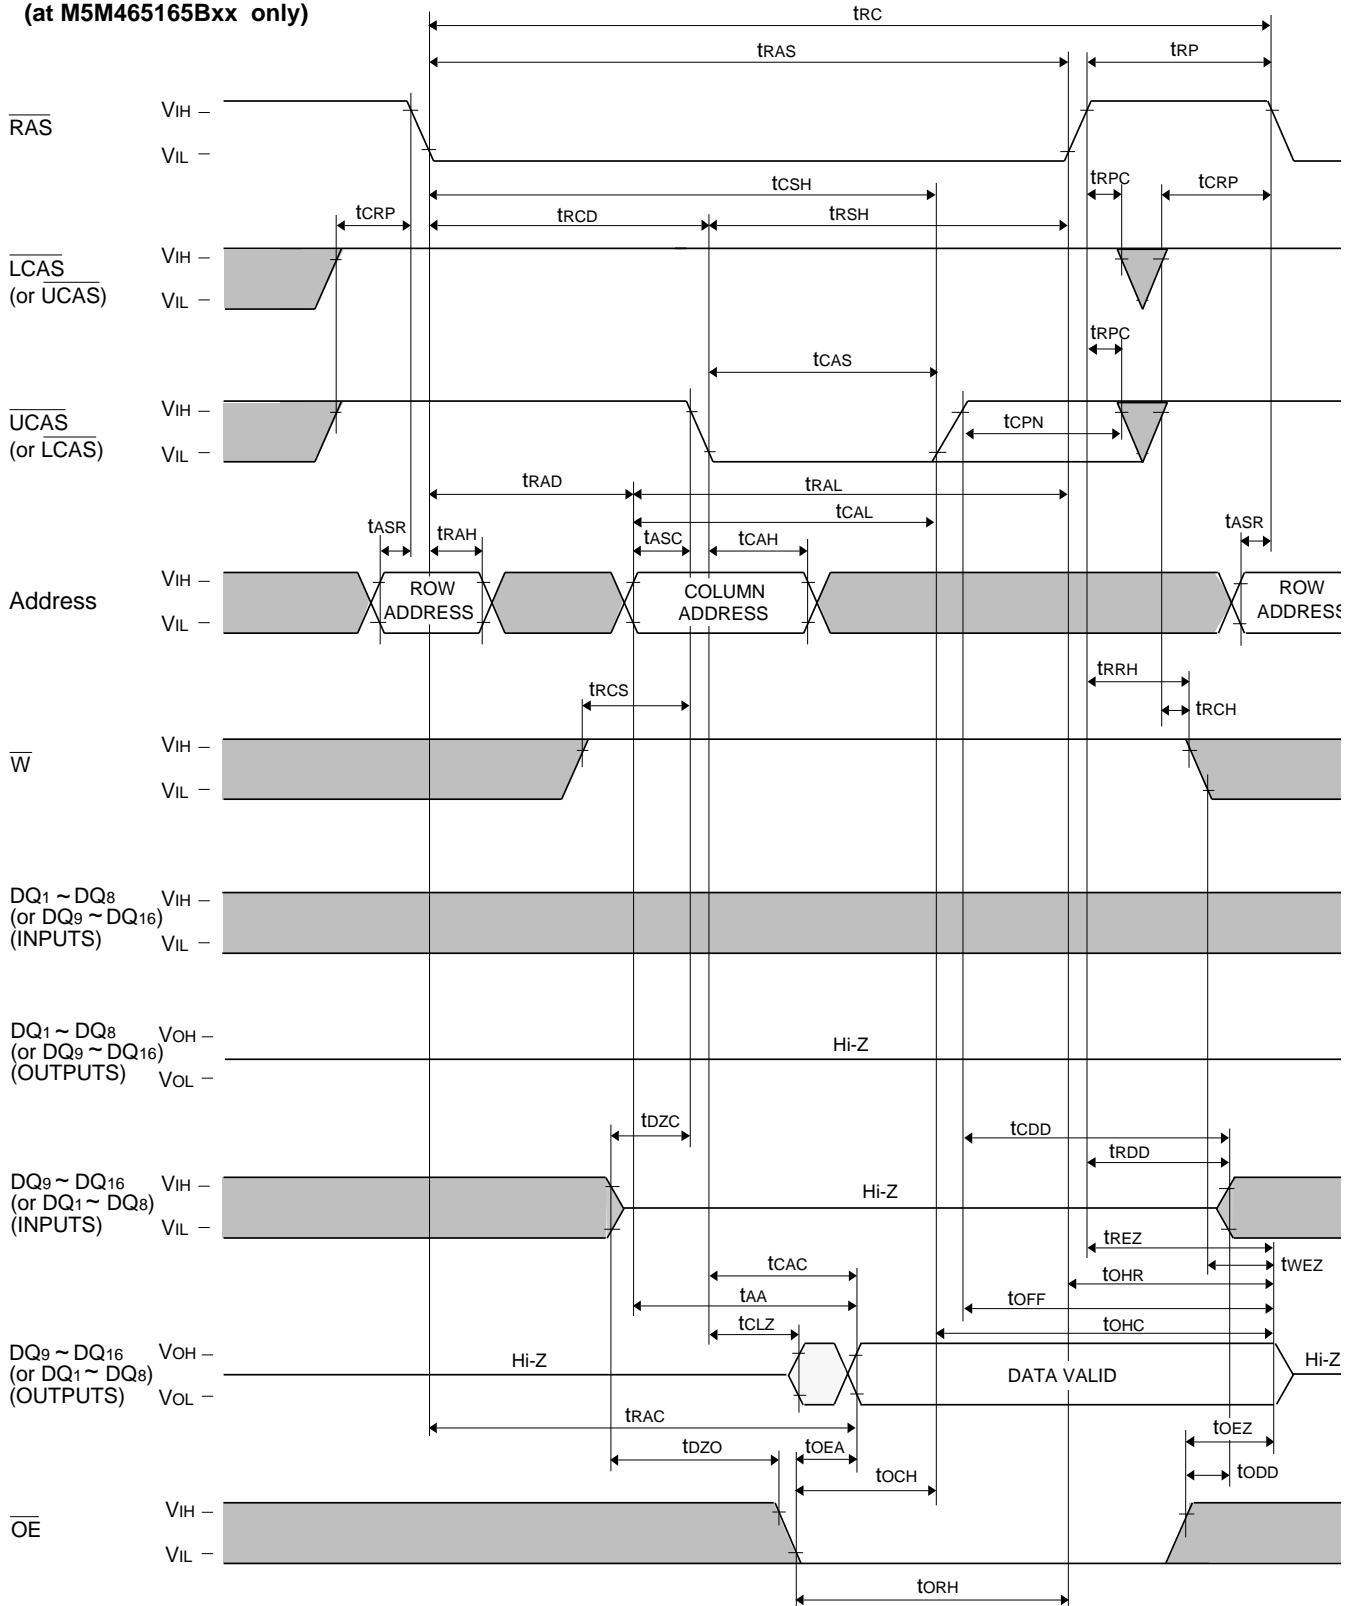 (at M5M465165Bxx only)
tRC
tRAS
tRP
RAS
VIH
VIL
tCSH
tRPC
tCRP
tCRP
tRCD
tRSH
LCAS
(or UCAS)
VIH
VIL
tRPC
tCAS
UCAS
(or LCAS)
VIH
VIL
tCPN
tRAD
tRAL
tCAL
tASR
tRAH
tASC
tCAH
tASR
Address
VIH
VIL
ROW
ADDRESS
COLUMN
ADDRESS
ROW
ADDRESS
tRRH
tRCS
tRCH
W
VIH
VIL
DQ1 ~ DQ8
(or DQ9 ~ DQ16)
(INPUTS)
VIH
VIL
DQ1 ~ DQ8
(or DQ9 ~ DQ16)
(OUTPUTS)
VOH
VOL
Hi-Z
tDZC
tCDD
tRDD
DQ9 ~ DQ16
(or DQ1 ~ DQ8)
(INPUTS)
VIH
VIL
Hi-Z
tREZ
tWEZ
tCAC
tOHR
tAA
tOFF
tCLZ
tOHC
DQ9 ~ DQ16
(or DQ1 ~ DQ8)
(OUTPUTS)
VOH
VOL
Hi-Z
DATA VALID
Hi-Z
tRAC
tOEZ
tDZO
tOEA
tODD
tOCH
OE
VIH
VIL
tORH